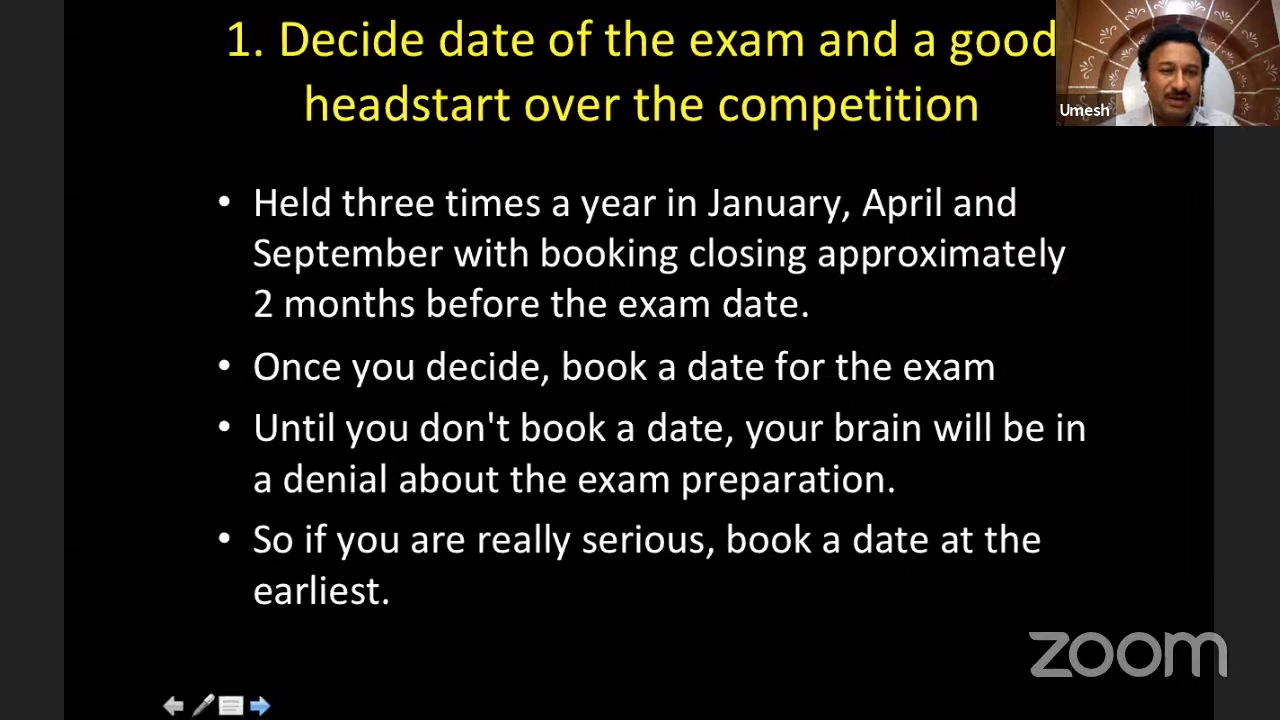 1. Decide date of the exam and a good
headstart over the competition
Umesh
• Held three times a year in January, April and
September with booking closing approximately
2 months before the exam date.
• Once you decide, book a date for the exam
• Until you don't book a date, your brain will be in
a denial about the exam preparation.
• So if you are really serious, book a date at the
earliest.
zoom